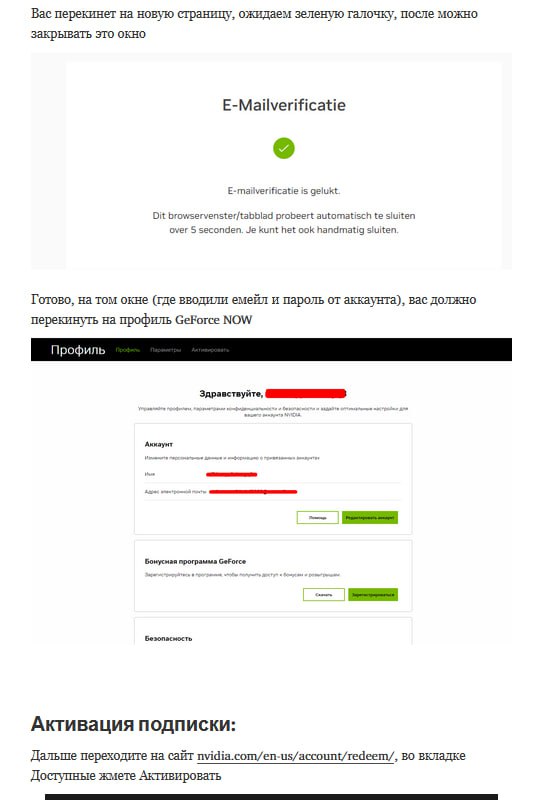 Вас перекинет на новую страницу, ожидаем зеленую галочку, после можно
закрывать это окно
E-Mailverificatie
E-mailverificatie is gelukt.
Dit browservenster/tabblad probeert automatisch te sluiten
over 5 seconden. Je kunt het ook handmatig sluiten.
Готово, на том окне (где вводили емейл и пароль от аккаунта), вас должно
перекинуть на профиль GeForce NOW
Профиль Профиль Параметры Активировать
Здравствуйте,
Управляйте профилем, параметрами конфиденциальности и безопасности и задайте оптимальные настройки для
вашего аккаунта NVIDIA.
Аккаунт
Измените персональные данные и информацию о привязанных аккаунтах
Имя
Адрес электронной почты
Помощь Редактировать аккаунт
Бонусная программа GeForce
Зарегистрируйтесь в программе, чтобы получить доступ к бонусам и розыгрышам.
Скачать Зарегистрироваться
Безопасность
Активация подписки:
Дальше переходите на сайт nvidia.com/en-us/account/redeem/, во вкладке
Доступные жмете Активировать